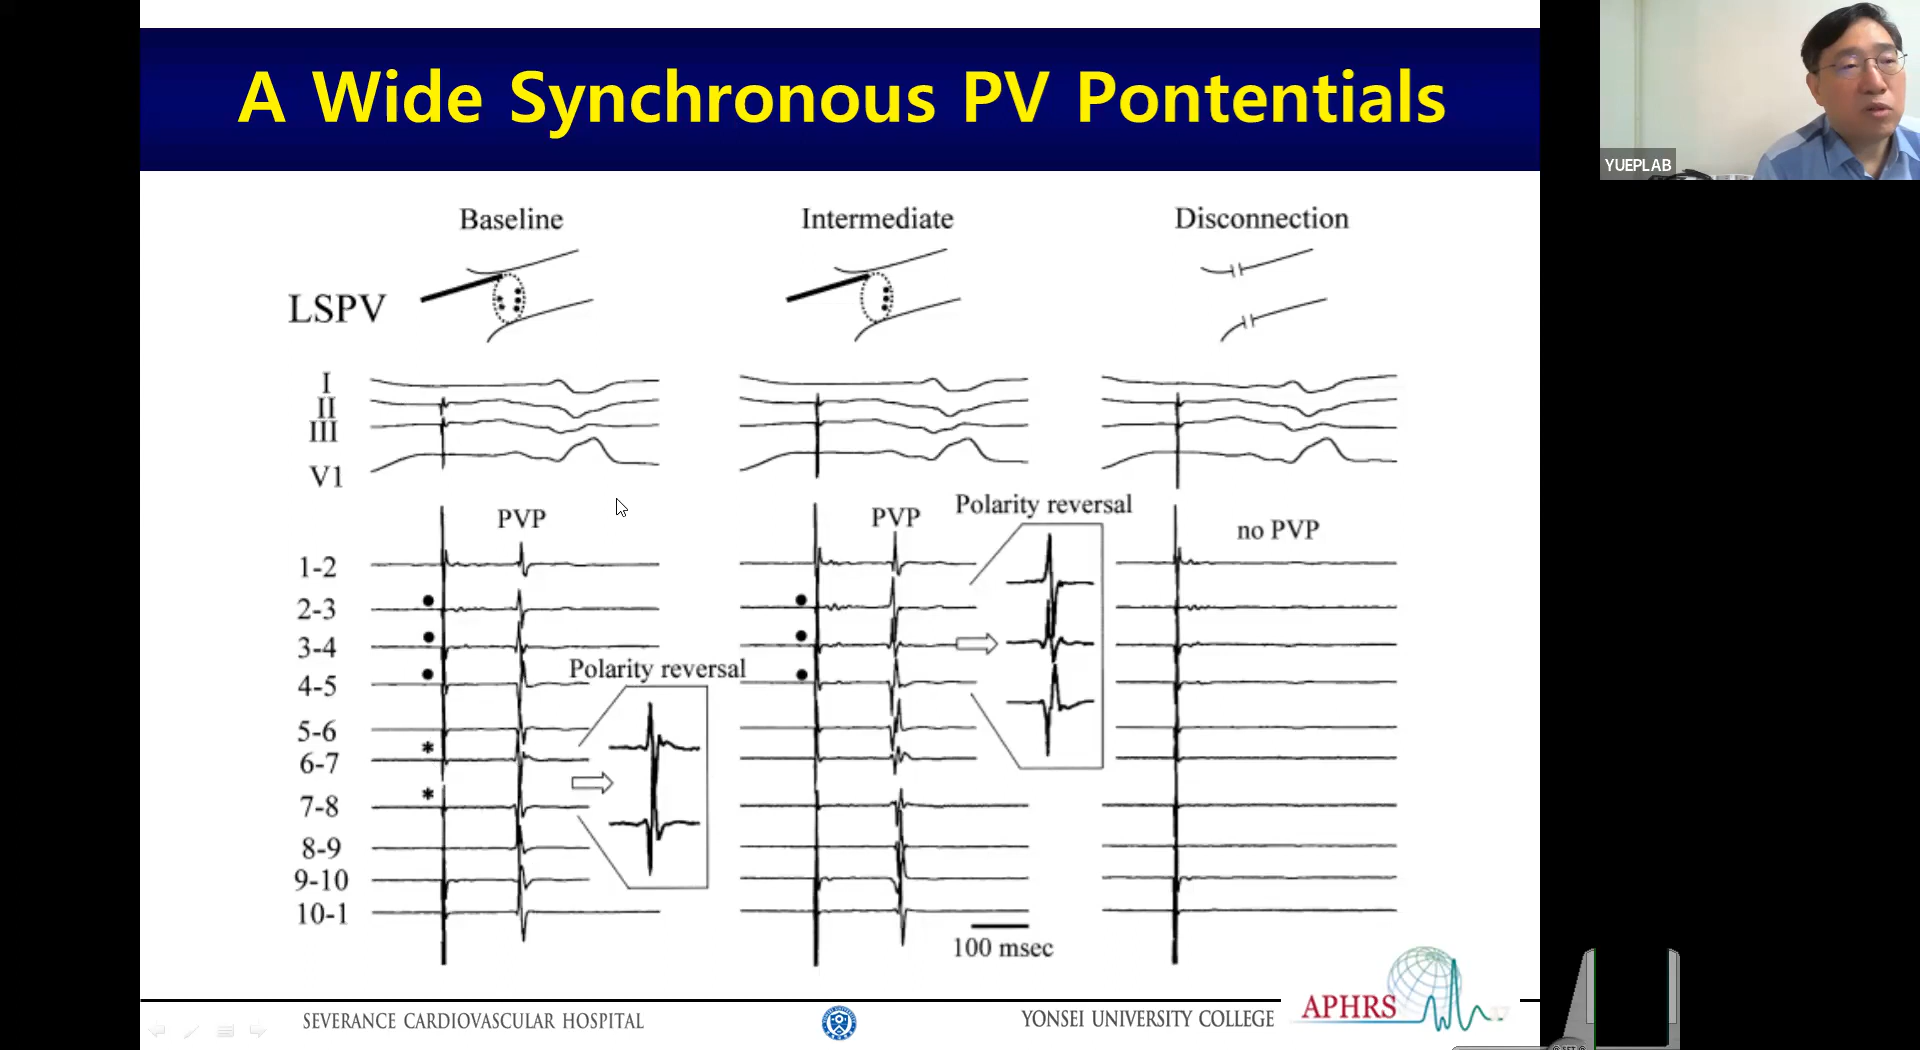 A Wide Synchronous PV Pontentials
YUEPLAB
Baseline
Intermediate
Disconnection
LSPV
I
II
III
V1
PVP
PVP
Polarity reversal
no PVP
1-2
2-3
3-4
4-5
Polarity reversal
5-6
* 6-7
* 7-8
8-9
9-10
10-1
100 msec
SEVERANCE CARDIOVASCULAR HOSPITAL
YONSEI UNIVERSITY COLLEGE
APHRS